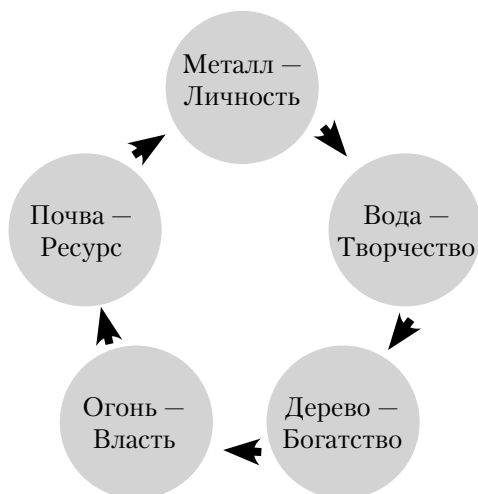 Металл —
Личность
Почва —
Ресурс
Вода —
Творчество
Огонь —
Власть
Дерево —
Богатство